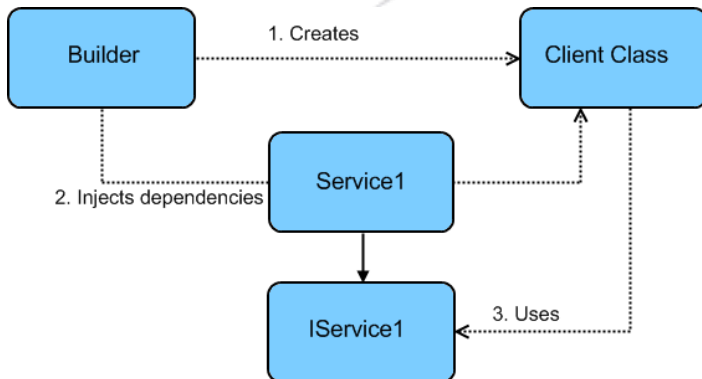 1. Creates
Builder
Client Class
Service1
2. Injects dependencies
IService1
3. Uses